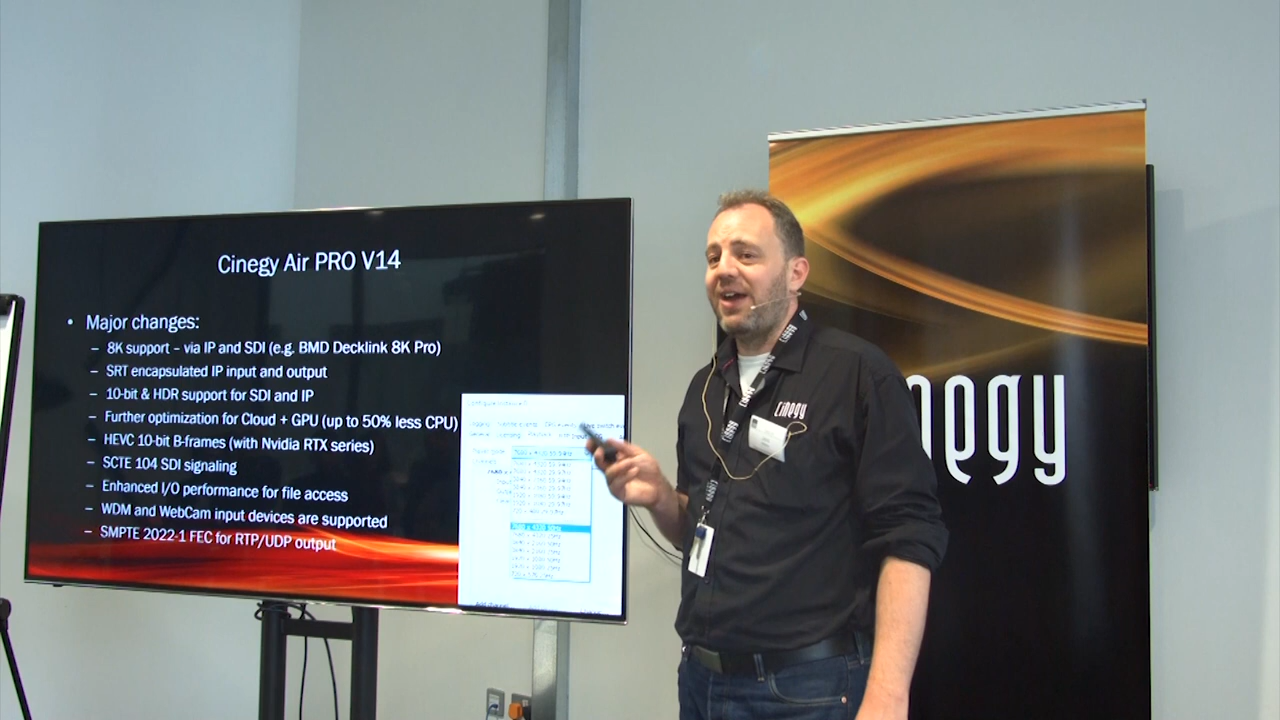 Cinegy Air PRO V14
• Major changes:
– 8K support – via IP and SDI (e.g. BMD Decklink 8K Pro)
– SRT encapsulated IP input and output
– 10-bit & HDR support for SDI and IP
– Further optimization for Cloud + GPU (up to 50% less CPU)
– HEVC 10-bit B-frames (with Nvidia RTX series)
– SCTE 104 SDI signaling
– Enhanced I/O performance for file access
– WDM and WebCam input devices are supported
– SMPTE 2022-1 FEC for RTP/UDP output
Add channel
cinegy